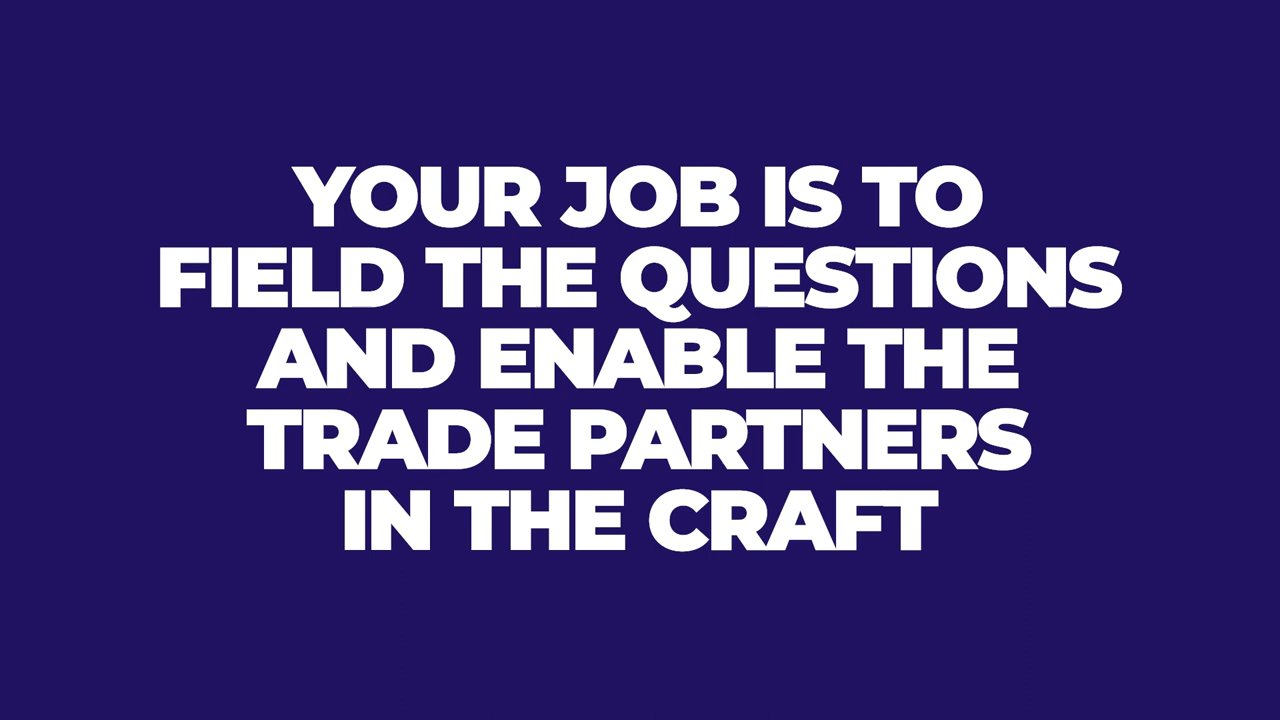 YOUR JOB IS TO
FIELD THE QUESTIONS
AND ENABLE THE
TRADE PARTNERS
IN THE CRAFT